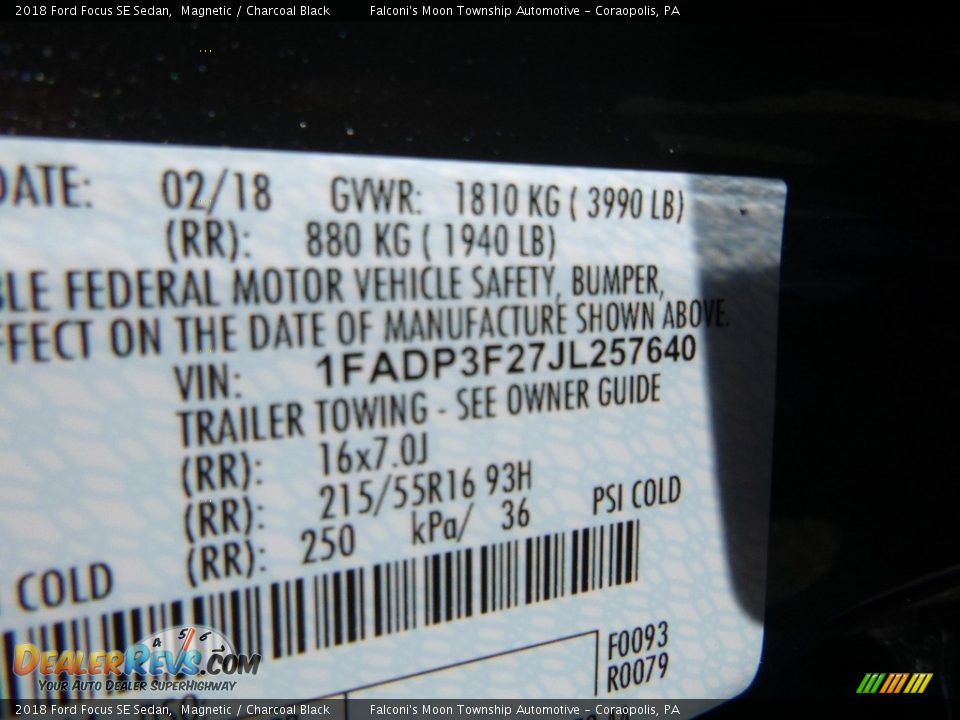 2018 Ford Focus SE Sedan, Magnetic / Charcoal Black Falconi's Moon Township Automotive - Coraopolis, PA
DATE: 02/18 GVWR: 1810 KG ( 3990 LB)
(RR): 880 KG ( 1940 LB)
BLE FEDERAL MOTOR VEHICLE SAFETY, BUMPER,
FFECT ON THE DATE OF MANUFACTURE SHOWN ABOVE.
VIN: 1FADP3F27JL257640
TRAILER TOWING - SEE OWNER GUIDE
(RR): 16x7.0J
(RR): 215/55R16 93H
(RR): 250 kPa/ 36 PSI COLD
COLD
F0093
R0079
4 5 6
DEALERREVS.COM
YOUR AUTO DEALER SUPERHIGHWAY
2018 Ford Focus SE Sedan, Magnetic / Charcoal Black Falconi's Moon Township Automotive - Coraopolis, PA